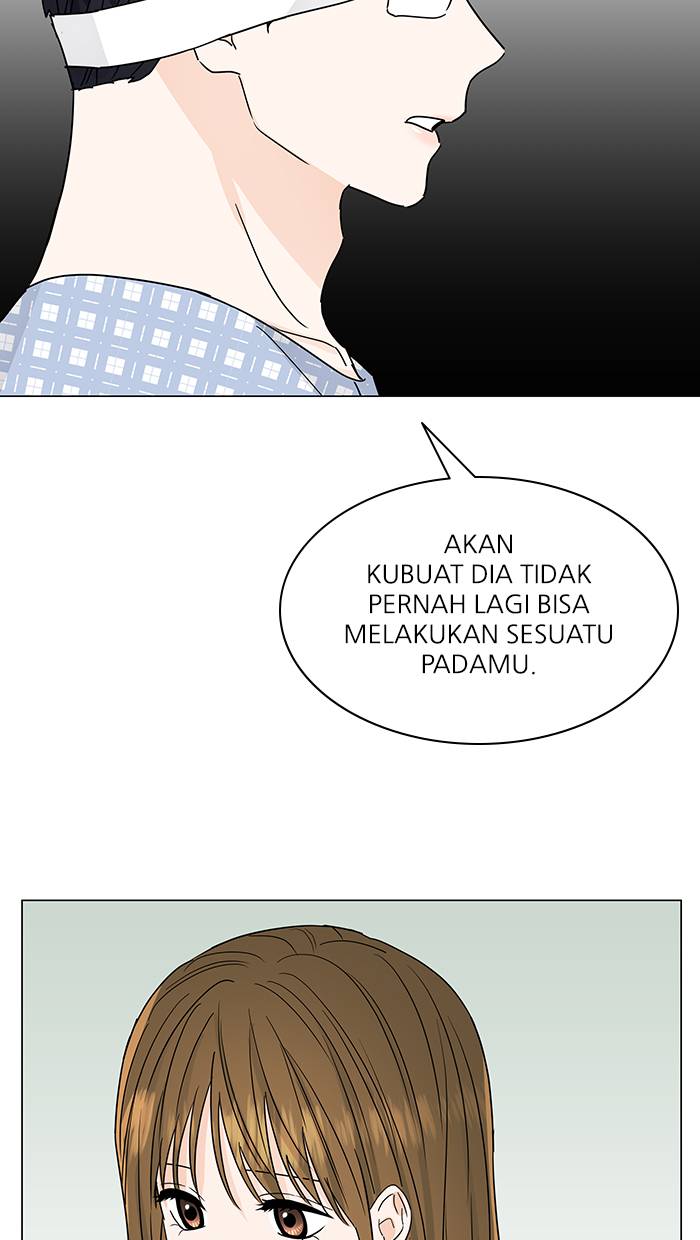 AKAN
KUBUAT DIA TIDAK
PERNAH LAGI BISA
MELAKUKAN SESUATU
PADAMU.